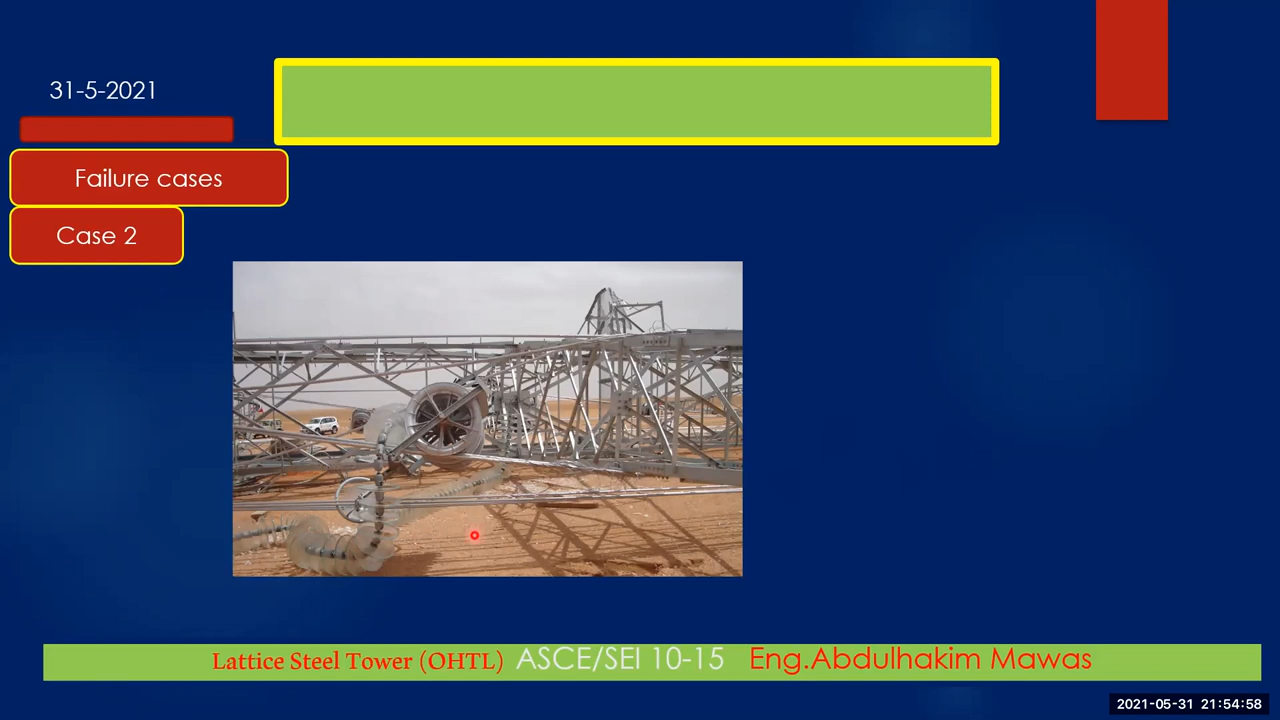 31-5-2021
Failure cases
Case 2
Lattice Steel Tower (OHTL) ASCE/SEI 10-15 Eng.Abdulhakim Mawas
2021-05-31 21:54:58